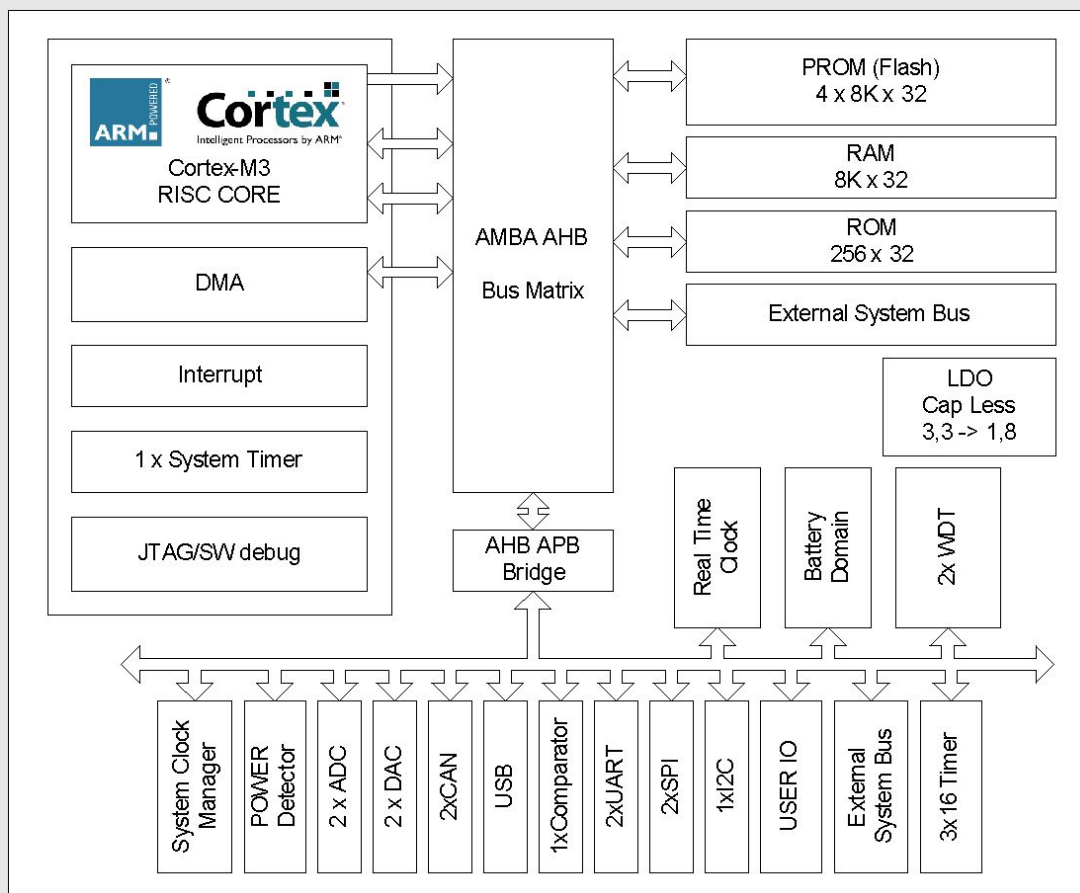 ARM POWERED ®
Cortex
Intelligent Processors by ARM®
Cortex-M3
RISC CORE
DMA
Interrupt
1 x System Timer
JTAG/SW debug
AMBA AHB
Bus Matrix
AHB APB
Bridge
PROM (Flash)
4 x 8K x 32
RAM
8K x 32
ROM
256 x 32
External System Bus
LDO
Cap Less
3,3 -> 1,8
Real Time
Clock
Battery
Domain
2x WDT
System Clock
Manager
POWER
Detector
2 x ADC
2 x DAC
2xCAN
USB
1xComparator
2xUART
2xSPI
1xI2C
USER IO
External
System Bus
3x16 Timer